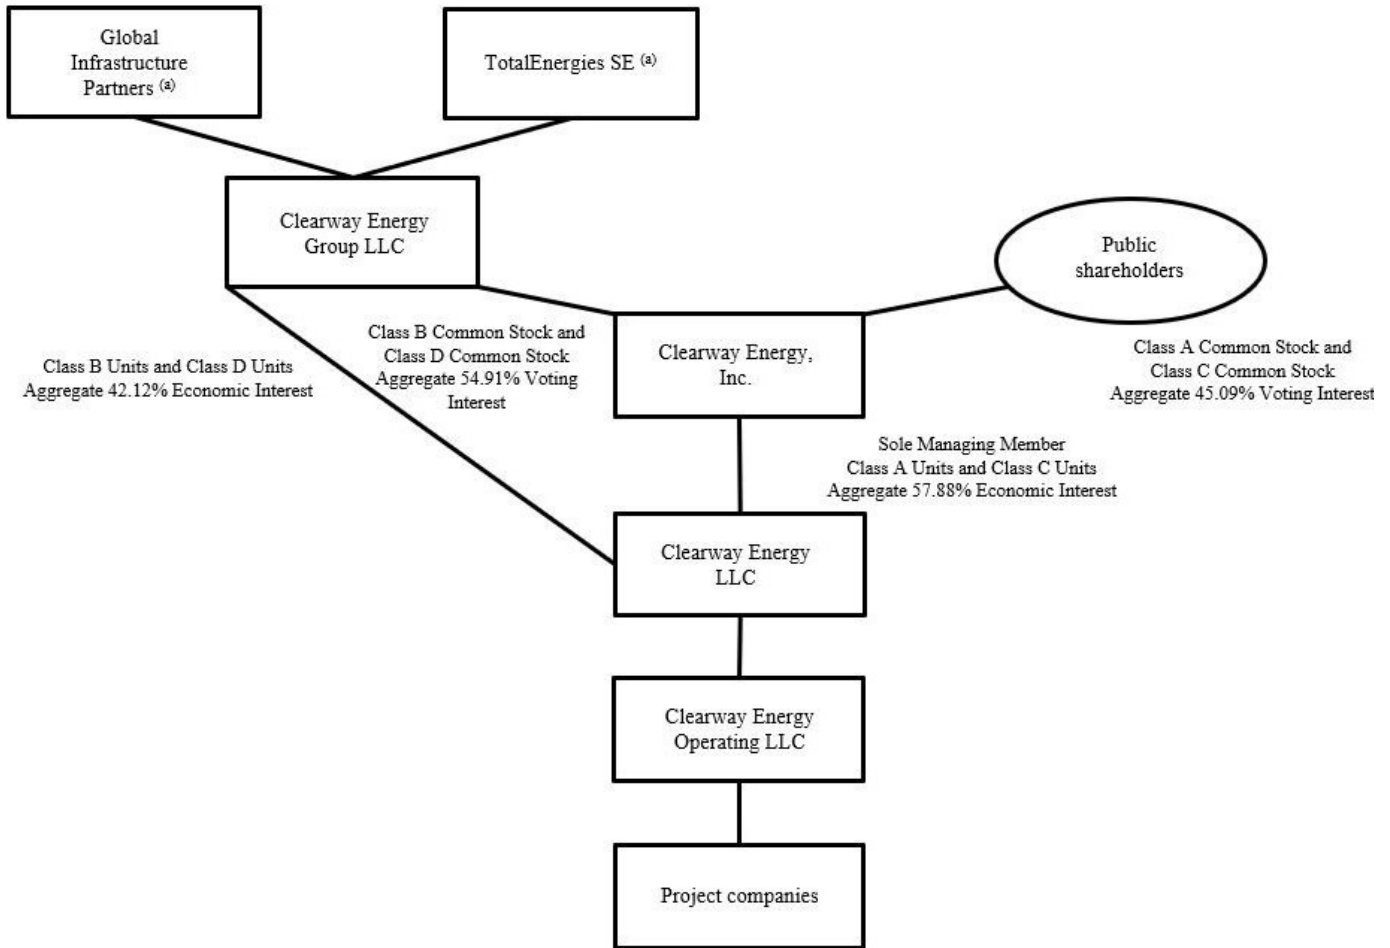 Global
Infrastructure
Partners (a)
TotalEnergies SE (a)
Clearway Energy
Group LLC
Public
shareholders
Class B Units and Class D Units
Aggregate 42.12% Economic Interest
Class B Common Stock and
Class D Common Stock
Aggregate 54.91% Voting
Interest
Clearway Energy,
Inc.
Class A Common Stock and
Class C Common Stock
Aggregate 45.09% Voting Interest
Sole Managing Member
Class A Units and Class C Units
Aggregate 57.88% Economic Interest
Clearway Energy
LLC
Clearway Energy
Operating LLC
Project companies